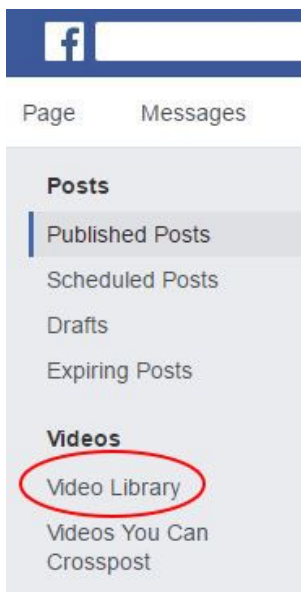 f
Page Messages
Posts
Published Posts
Scheduled Posts
Drafts
Expiring Posts
Videos
Video Library
Videos You Can
Crosspost